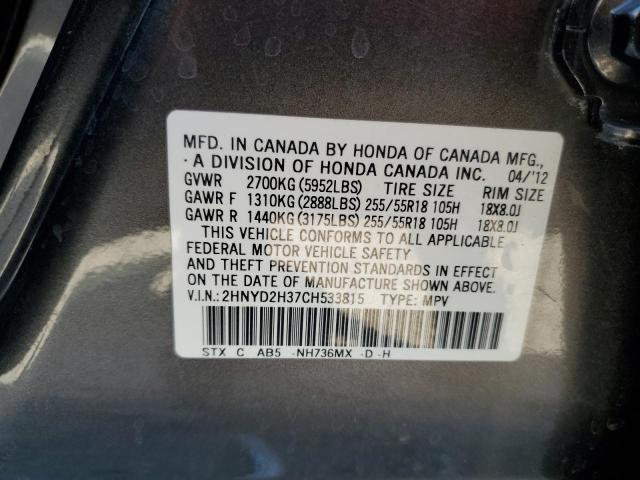 MFD. IN CANADA BY HONDA OF CANADA MFG.,
· A DIVISION OF HONDA CANADA INC. 04/'12
GVWR 2700KG(5952LBS) TIRE SIZE RIM SIZE
GAWR F 1310KG(2888LBS)255/55R18 105H 18X8.0J
GAWR R 1440KG(3175LBS)255/55R18 105H 18X8.0J
THIS VEHICLE CONFORMS TO ALL APPLICABLE
FEDERAL MOTOR VEHICLE SAFETY
AND THEFT PREVENTION STANDARDS IN EFFECT
ON THE DATE OF MANUFACTURE SHOWN ABOVE.
V.I.N.: 2HNYD2H37CH533815 TYPE: MPV
STX C AB5 -NH736MX -D -H